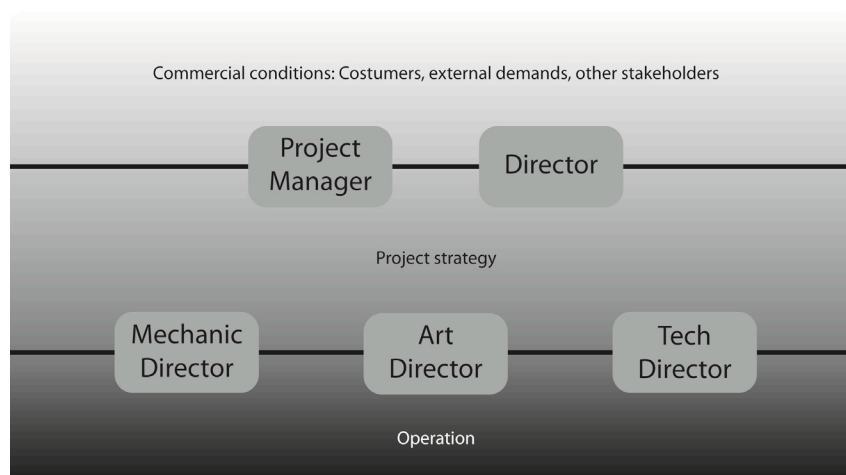 Commercial conditions: Costumers, external demands, other stakeholders
Project
Manager
Director
Project strategy
Mechanic
Director
Art
Director
Tech
Director
Operation